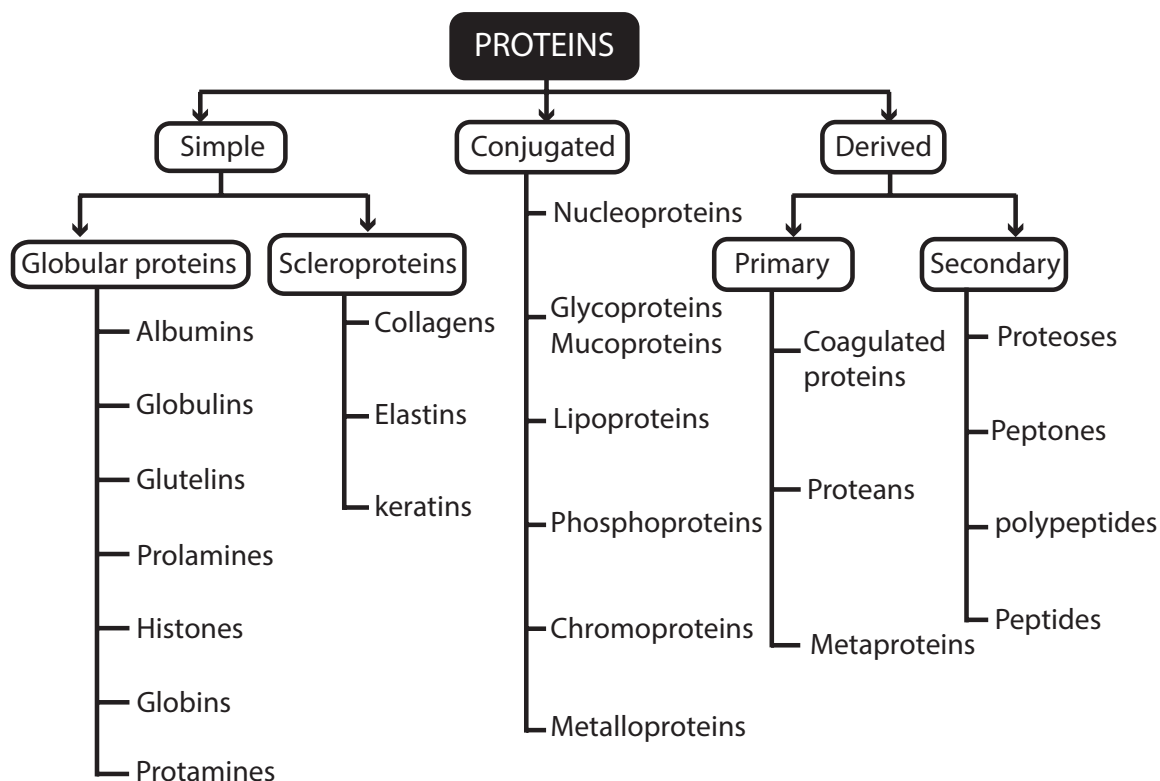 PROTEINS
Simple
Conjugated
Derived
Globular proteins
Scleroproteins
Albumins
Globulins
Glutelins
Prolamines
Histones
Globins
Protamines
Collagens
Elastins
keratins
Nucleoproteins
Glycoproteins
Mucoproteins
Lipoproteins
Phosphoproteins
Chromoproteins
Metalloproteins
Primary
Secondary
Coagulated
proteins
Proteans
Metaproteins
Proteoses
Peptones
polypeptides
Peptides